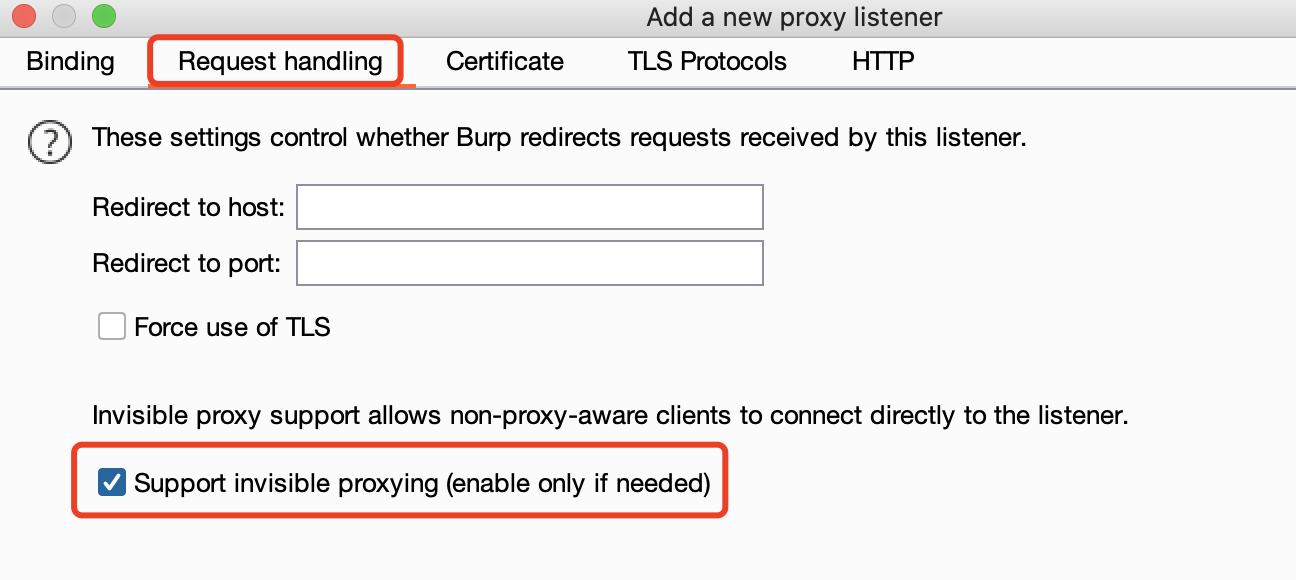 Add a new proxy listener
Binding Request handling Certificate TLS Protocols HTTP
? These settings control whether Burp redirects requests received by this listener.
Redirect to host:
Redirect to port:
Force use of TLS
Invisible proxy support allows non-proxy-aware clients to connect directly to the listener.
Support invisible proxying (enable only if needed)